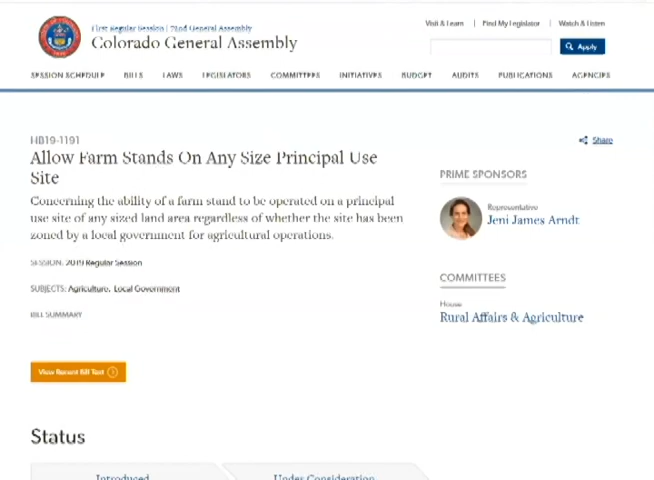 First Regular Session | 72nd General Assembly
Colorado General Assembly
Visit & Learn | Find My Legislator | Watch & Listen
Apply
SESSION SCHEDULE BILLS LAWS LEGISLATORS COMMITTEES INITIATIVES BUDGET AUDITS PUBLICATIONS AGENCIES
HB19-1191
Share
Allow Farm Stands On Any Size Principal Use
Site
Concerning the ability of a farm stand to be operated on a principal
use site of any sized land area regardless of whether the site has been
zoned by a local government for agricultural operations.
SESSION: 2019 Regular Session
SUBJECTS: Agriculture, Local Government
BILL SUMMARY
View Recent Bill Text
PRIME SPONSORS
Representative
Jeni James Arndt
COMMITTEES
House
Rural Affairs & Agriculture
Status
Introduced
Under Consideration